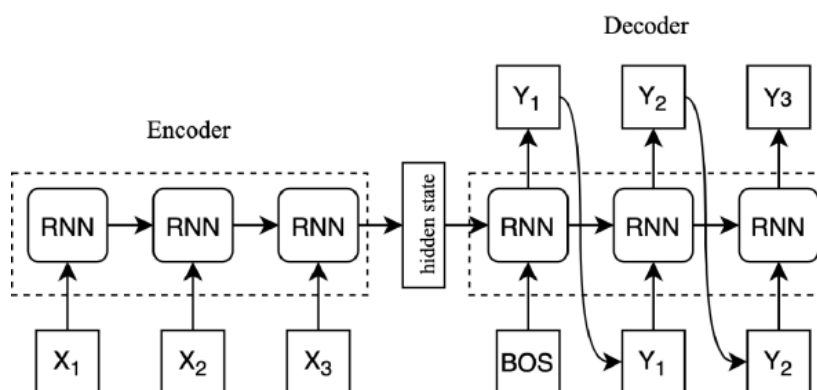 Decoder
Y₁ Y₂ Y3
Encoder
RNN RNN RNN hidden state RNN RNN RNN
X₁ X₂ X₃ BOS Y₁ Y₂